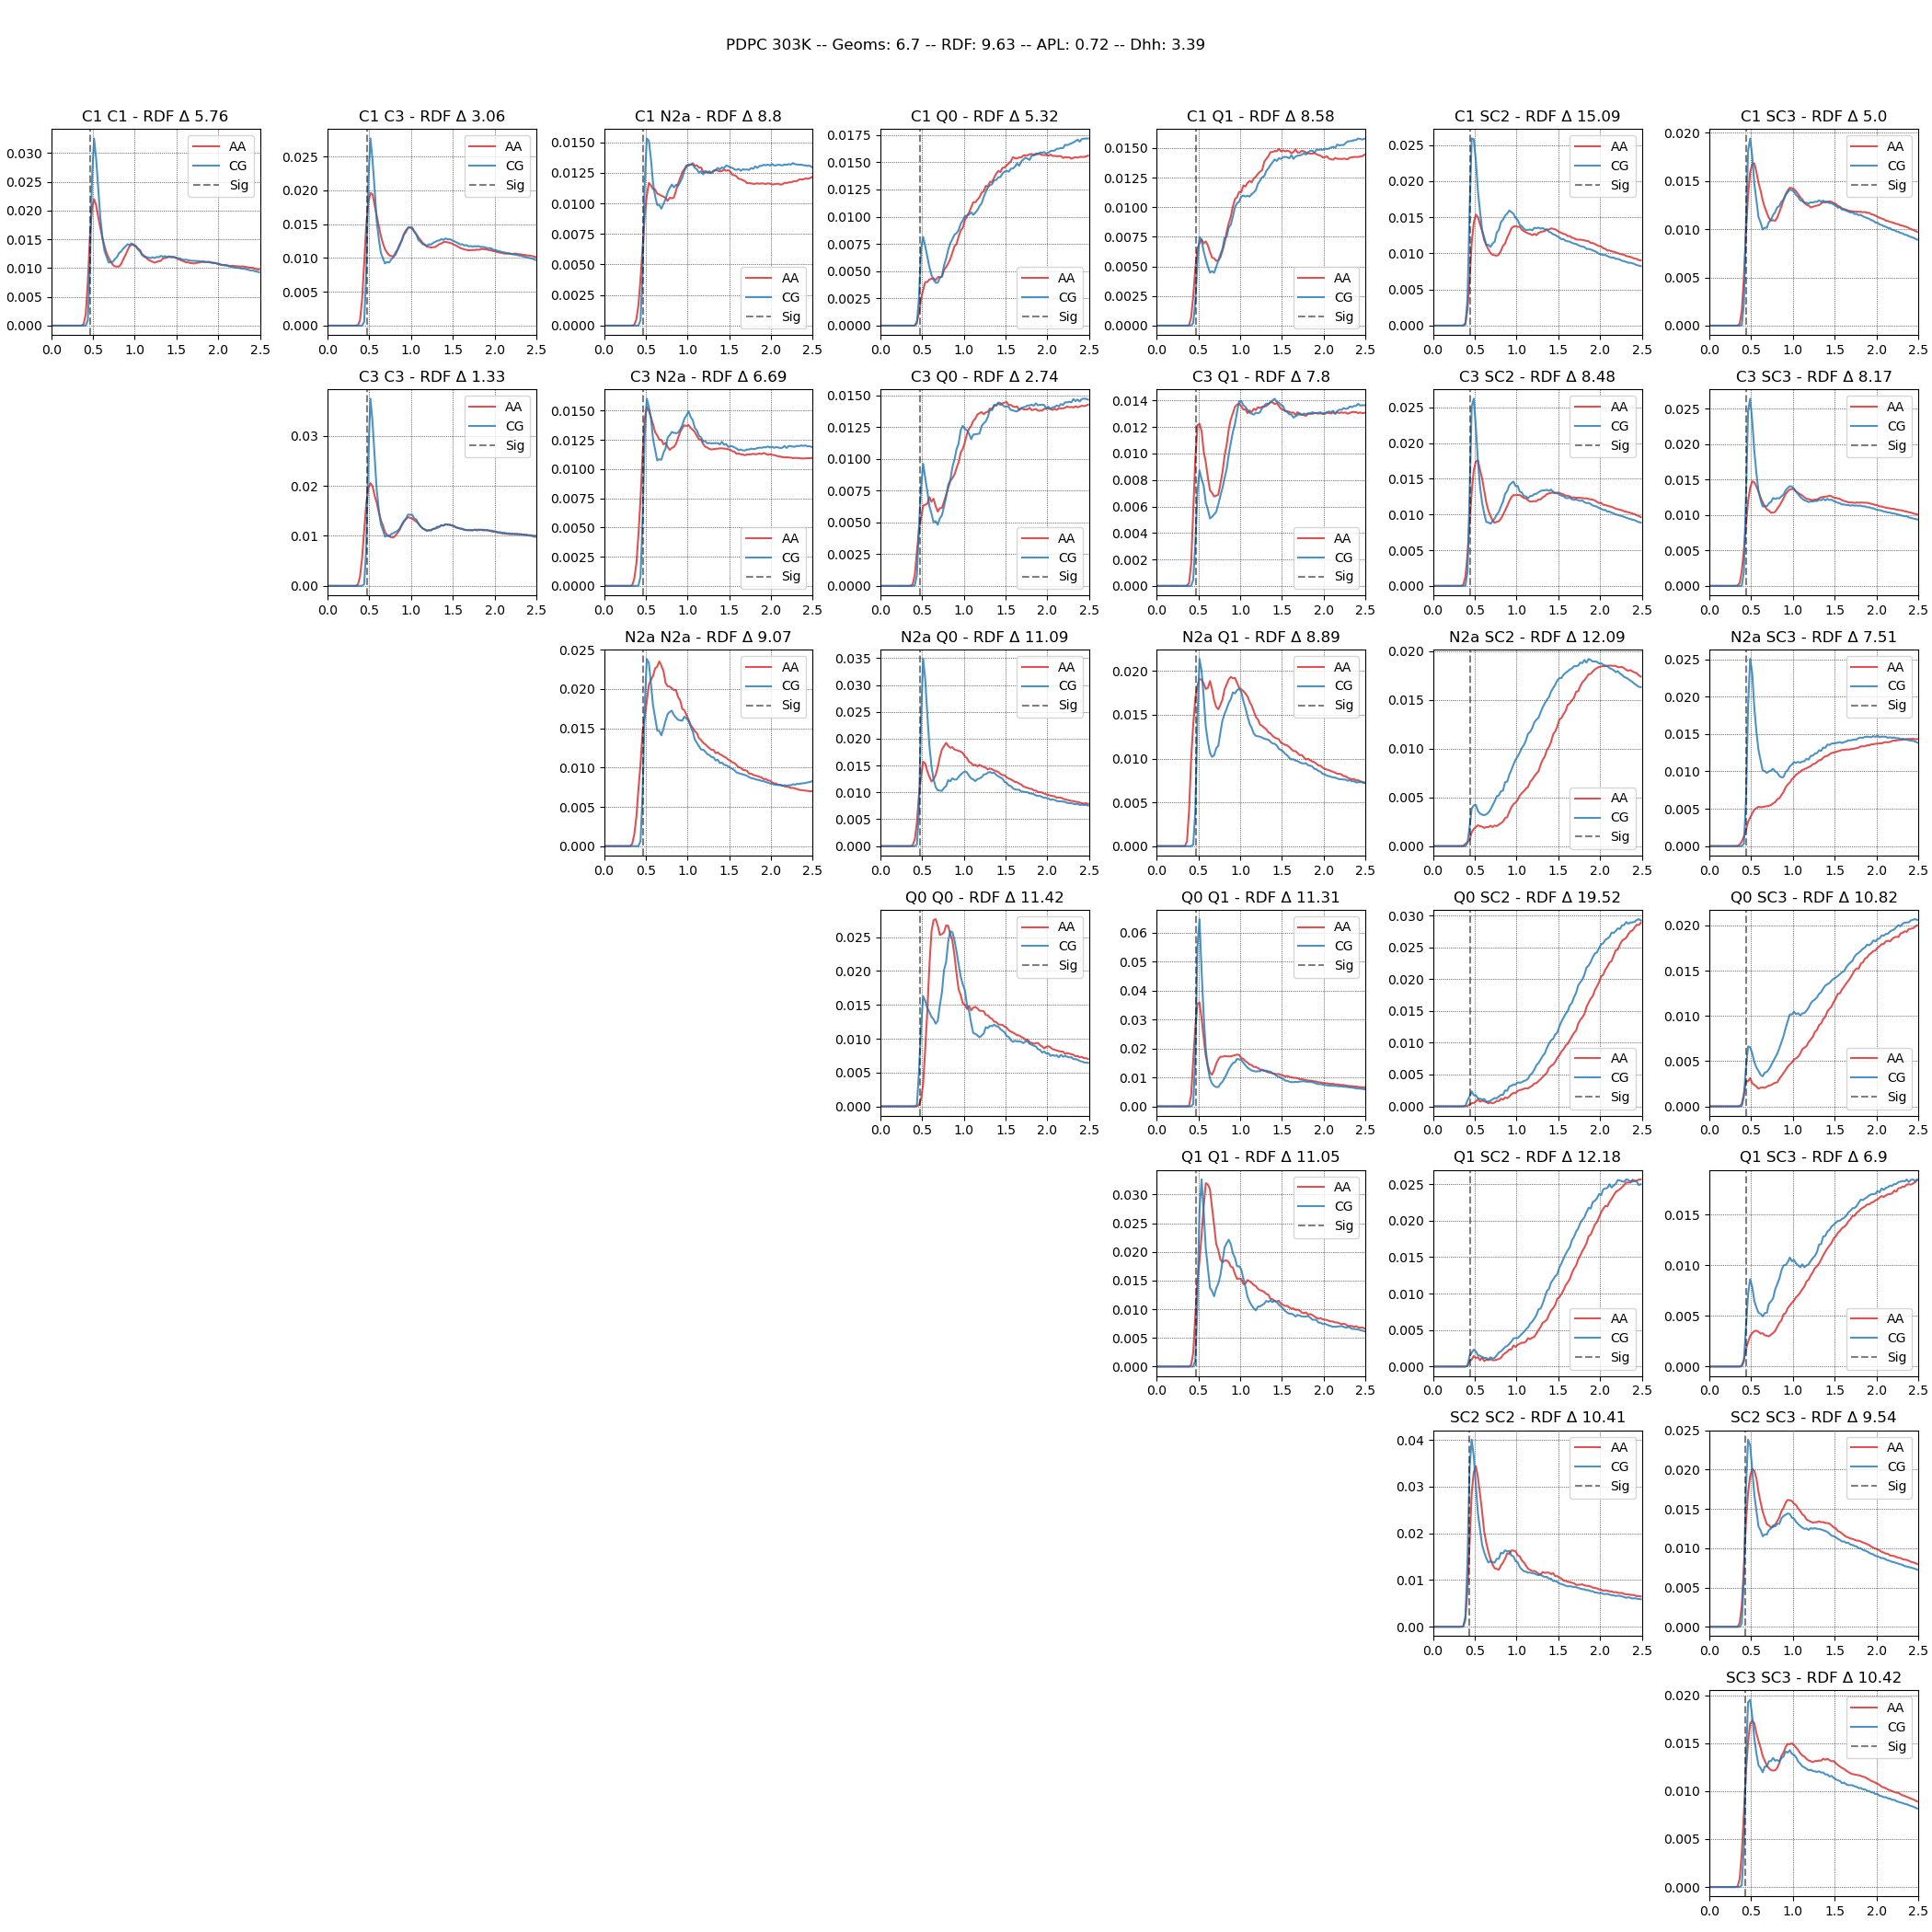 PDPC 303K -- Geoms: 6.7 -- RDF: 9.63 -- APL: 0.72 -- Dhh: 3.39
C1 C1 - RDF Δ 5.76
C1 C3 - RDF Δ 3.06
C1 N2a - RDF Δ 8.8
C1 Q0 - RDF Δ 5.32
C1 Q1 - RDF Δ 8.58
C1 SC2 - RDF Δ 15.09
C1 SC3 - RDF Δ 5.0
0.030 0.025 0.020 0.015 0.010 0.005 0.000
0.0 0.5 1.0 1.5 2.0 2.5
AA
CG
Sig
0.025 0.020 0.015 0.010 0.005 0.000
0.0 0.5 1.0 1.5 2.0 2.5
AA
CG
Sig
0.0150 0.0125 0.0100 0.0075 0.0050 0.0025 0.0000
0.0 0.5 1.0 1.5 2.0 2.5
AA
CG
Sig
0.0175 0.0150 0.0125 0.0100 0.0075 0.0050 0.0025 0.0000
0.0 0.5 1.0 1.5 2.0 2.5
AA
CG
Sig
0.0150 0.0125 0.0100 0.0075 0.0050 0.0025 0.0000
0.0 0.5 1.0 1.5 2.0 2.5
AA
CG
Sig
0.025 0.020 0.015 0.010 0.005 0.000
0.0 0.5 1.0 1.5 2.0 2.5
AA
CG
Sig
0.020 0.015 0.010 0.005 0.000
0.0 0.5 1.0 1.5 2.0 2.5
AA
CG
Sig
C3 C3 - RDF Δ 1.33
C3 N2a - RDF Δ 6.69
C3 Q0 - RDF Δ 2.74
C3 Q1 - RDF Δ 7.8
C3 SC2 - RDF Δ 8.48
C3 SC3 - RDF Δ 8.17
0.03 0.02 0.01 0.00
0.0 0.5 1.0 1.5 2.0 2.5
AA
CG
Sig
0.0150 0.0125 0.0100 0.0075 0.0050 0.0025 0.0000
0.0 0.5 1.0 1.5 2.0 2.5
AA
CG
Sig
0.0150 0.0125 0.0100 0.0075 0.0050 0.0025 0.0000
0.0 0.5 1.0 1.5 2.0 2.5
AA
CG
Sig
0.014 0.012 0.010 0.008 0.006 0.004 0.002 0.000
0.0 0.5 1.0 1.5 2.0 2.5
AA
CG
Sig
0.025 0.020 0.015 0.010 0.005 0.000
0.0 0.5 1.0 1.5 2.0 2.5
AA
CG
Sig
0.025 0.020 0.015 0.010 0.005 0.000
0.0 0.5 1.0 1.5 2.0 2.5
AA
CG
Sig
N2a N2a - RDF Δ 9.07
N2a Q0 - RDF Δ 11.09
N2a Q1 - RDF Δ 8.89
N2a SC2 - RDF Δ 12.09
N2a SC3 - RDF Δ 7.51
0.025 0.020 0.015 0.010 0.005 0.000
0.0 0.5 1.0 1.5 2.0 2.5
AA
CG
Sig
0.035 0.030 0.025 0.020 0.015 0.010 0.005 0.000
0.0 0.5 1.0 1.5 2.0 2.5
AA
CG
Sig
0.020 0.015 0.010 0.005 0.000
0.0 0.5 1.0 1.5 2.0 2.5
AA
CG
Sig
0.020 0.015 0.010 0.005 0.000
0.0 0.5 1.0 1.5 2.0 2.5
AA
CG
Sig
0.025 0.020 0.015 0.010 0.005 0.000
0.0 0.5 1.0 1.5 2.0 2.5
AA
CG
Sig
Q0 Q0 - RDF Δ 11.42
Q0 Q1 - RDF Δ 11.31
Q0 SC2 - RDF Δ 19.52
Q0 SC3 - RDF Δ 10.82
0.025 0.020 0.015 0.010 0.005 0.000
0.0 0.5 1.0 1.5 2.0 2.5
AA
CG
Sig
0.06 0.05 0.04 0.03 0.02 0.01 0.00
0.0 0.5 1.0 1.5 2.0 2.5
AA
CG
Sig
0.030 0.025 0.020 0.015 0.010 0.005 0.000
0.0 0.5 1.0 1.5 2.0 2.5
AA
CG
Sig
0.020 0.015 0.010 0.005 0.000
0.0 0.5 1.0 1.5 2.0 2.5
AA
CG
Sig
Q1 Q1 - RDF Δ 11.05
Q1 SC2 - RDF Δ 12.18
Q1 SC3 - RDF Δ 6.9
0.030 0.025 0.020 0.015 0.010 0.005 0.000
0.0 0.5 1.0 1.5 2.0 2.5
AA
CG
Sig
0.025 0.020 0.015 0.010 0.005 0.000
0.0 0.5 1.0 1.5 2.0 2.5
AA
CG
Sig
0.015 0.010 0.005 0.000
0.0 0.5 1.0 1.5 2.0 2.5
AA
CG
Sig
SC2 SC2 - RDF Δ 10.41
SC2 SC3 - RDF Δ 9.54
0.04 0.03 0.02 0.01 0.00
0.0 0.5 1.0 1.5 2.0 2.5
AA
CG
Sig
0.025 0.020 0.015 0.010 0.005 0.000
0.0 0.5 1.0 1.5 2.0 2.5
AA
CG
Sig
SC3 SC3 - RDF Δ 10.42
0.020 0.015 0.010 0.005 0.000
0.0 0.5 1.0 1.5 2.0 2.5
AA
CG
Sig